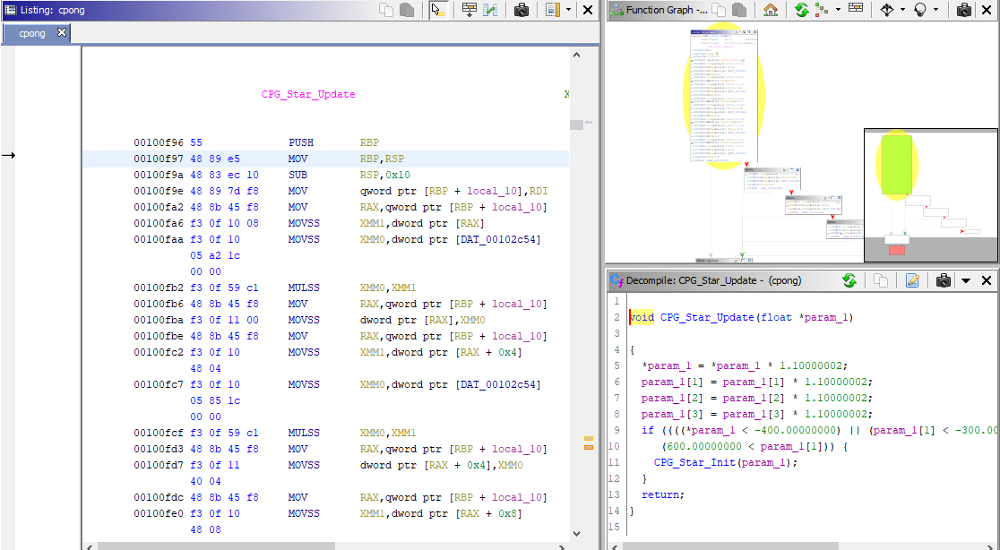 Listing: cpong
cpong
CPG_Star_Update
X
00100f96 55 PUSH RBP
00100f97 48 89 e5 MOV RBP,RSP
00100f9a 48 83 ec 10 SUB RSP,0x10
00100f9e 48 89 7d f8 MOV qword ptr [RBP + local_10],RDI
00100fa2 48 8b 45 f8 MOV RAX,qword ptr [RBP + local_10]
00100fa6 f3 0f 10 08 MOVSS XMM1,dword ptr [RAX]
00100faa f3 0f 10 MOVSS XMM0,dword ptr [DAT_00102c54]
05 a2 1c
00 00
00100fb2 f3 0f 59 c1 MULSS XMM0,XMM1
00100fb6 48 8b 45 f8 MOV RAX,qword ptr [RBP + local_10]
00100fba f3 0f 11 00 MOVSS dword ptr [RAX],XMM0
00100fbe 48 8b 45 f8 MOV RAX,qword ptr [RBP + local_10]
00100fc2 f3 0f 10 MOVSS XMM1,dword ptr [RAX + 0x4]
48 04
00100fc7 f3 0f 10 MOVSS XMM0,dword ptr [DAT_00102c54]
05 85 1c
00 00
00100fcf f3 0f 59 c1 MULSS XMM0,XMM1
00100fd3 48 8b 45 f8 MOV RAX,qword ptr [RBP + local_10]
00100fd7 f3 0f 11 MOVSS dword ptr [RAX + 0x4],XMM0
40 04
00100fdc 48 8b 45 f8 MOV RAX,qword ptr [RBP + local_10]
00100fe0 f3 0f 10 MOVSS XMM1,dword ptr [RAX + 0x8]
48 08
Function Graph -...
Decompile: CPG_Star_Update - (cpong)
1
2 void CPG_Star_Update(float *param_1)
3
4 {
5 *param_1 = *param_1 * 1.10000002;
6 param_1[1] = param_1[1] * 1.10000002;
7 param_1[2] = param_1[2] * 1.10000002;
8 param_1[3] = param_1[3] * 1.10000002;
9 if ((((*param_1 < -400.00000000) || (param_1[1] < -300.00
10 (600.00000000 < param_1[1])) {
11 CPG_Star_Init(param_1);
12 }
13 return;
14 }
15